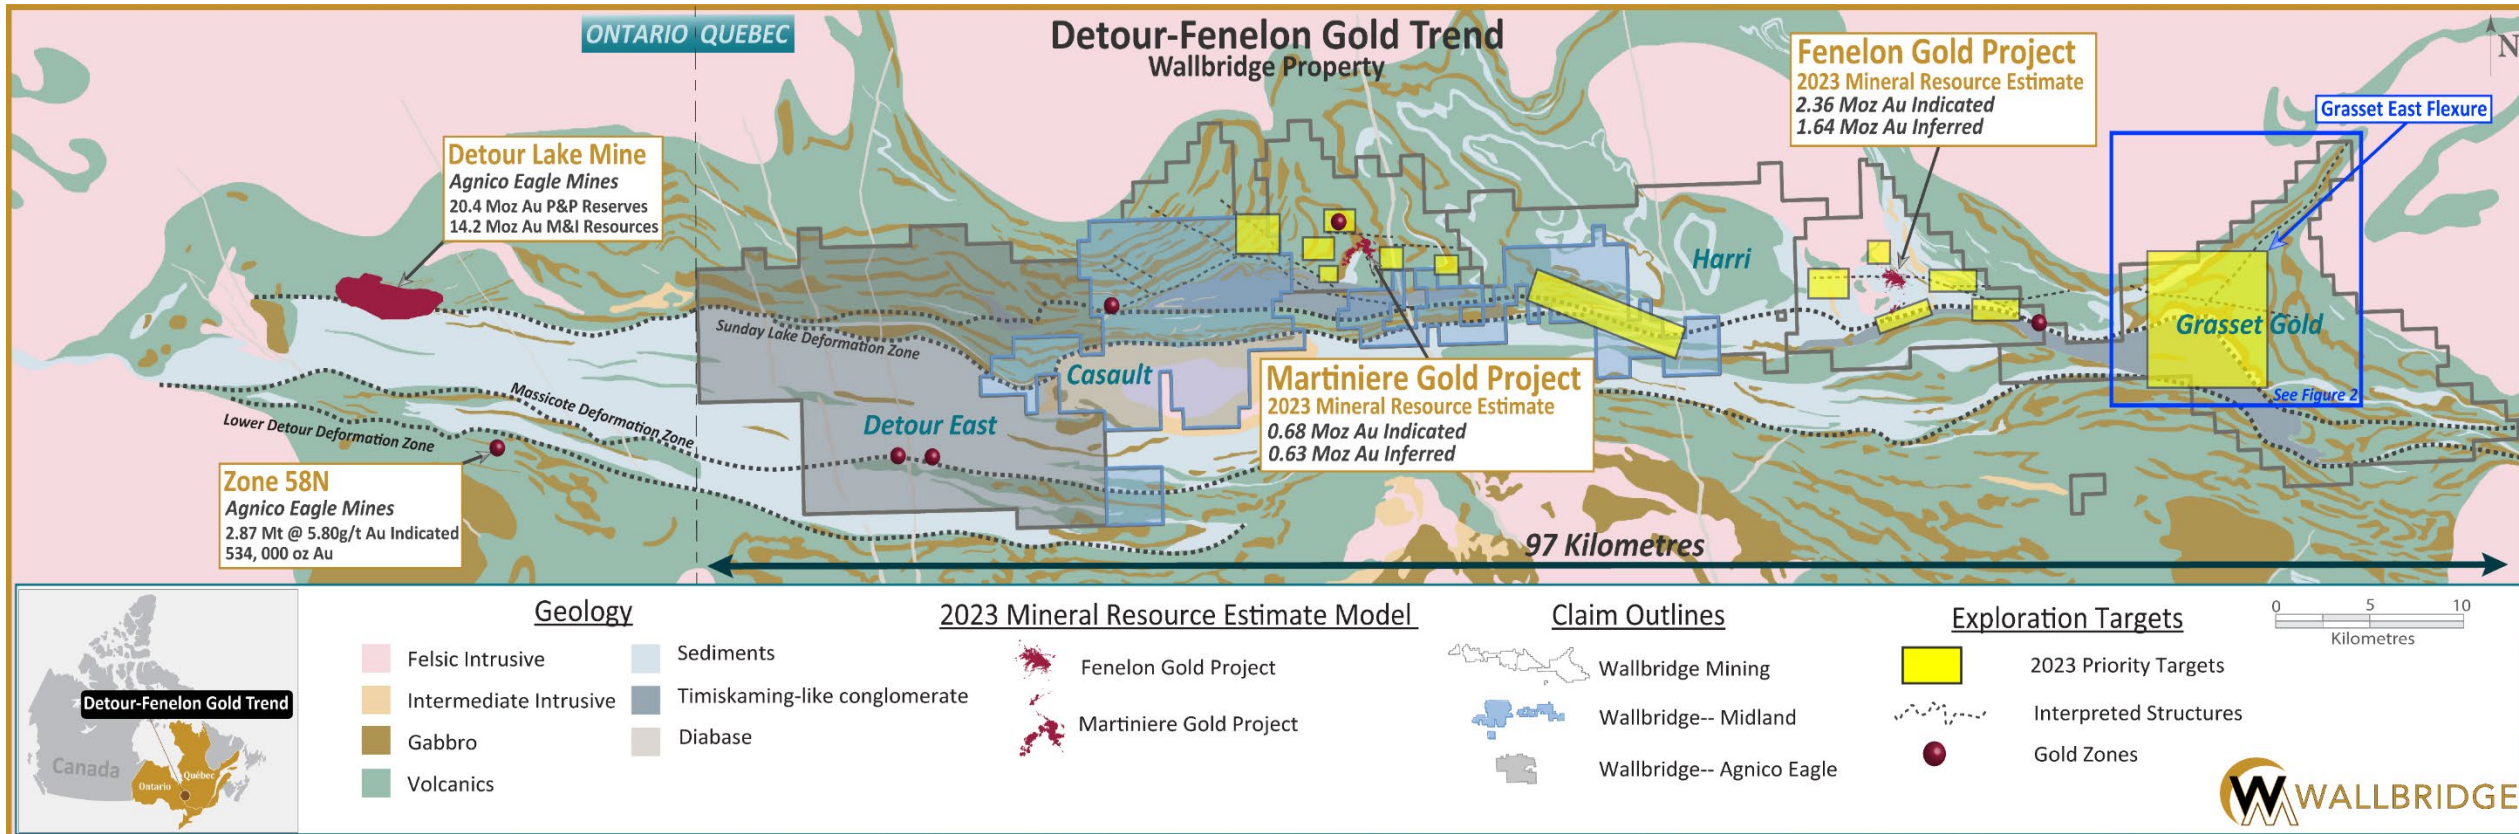 ONTARIO QUEBEC
Detour-Fenelon Gold Trend
Wallbridge Property
N
Detour Lake Mine
Agnico Eagle Mines
20.4 Moz Au P&P Reserves
14.2 Moz Au M&I Resources
Fenelon Gold Project
2023 Mineral Resource Estimate
2.36 Moz Au Indicated
1.64 Moz Au Inferred
Grasset East Flexure
Harri
Sunday Lake Deformation Zone
Casault
Grasset Gold
See Figure 2
Martiniere Gold Project
2023 Mineral Resource Estimate
0.68 Moz Au Indicated
0.63 Moz Au Inferred
Massicote Deformation Zone
Lower Detour Deformation Zone
Detour East
Zone 58N
Agnico Eagle Mines
2.87 Mt @ 5.80g/t Au Indicated
534, 000 oz Au
97 Kilometres
Detour-Fenelon Gold Trend
Canada
Ontario
Québec
Geology
Felsic Intrusive
Intermediate Intrusive
Gabbro
Volcanics
Sediments
Timiskaming-like conglomerate
Diabase
2023 Mineral Resource Estimate Model
Fenelon Gold Project
Martiniere Gold Project
Claim Outlines
Wallbridge Mining
Wallbridge-- Midland
Wallbridge-- Agnico Eagle
Exploration Targets
2023 Priority Targets
Interpreted Structures
Gold Zones
0 5 10
Kilometres
WALLBRIDGE